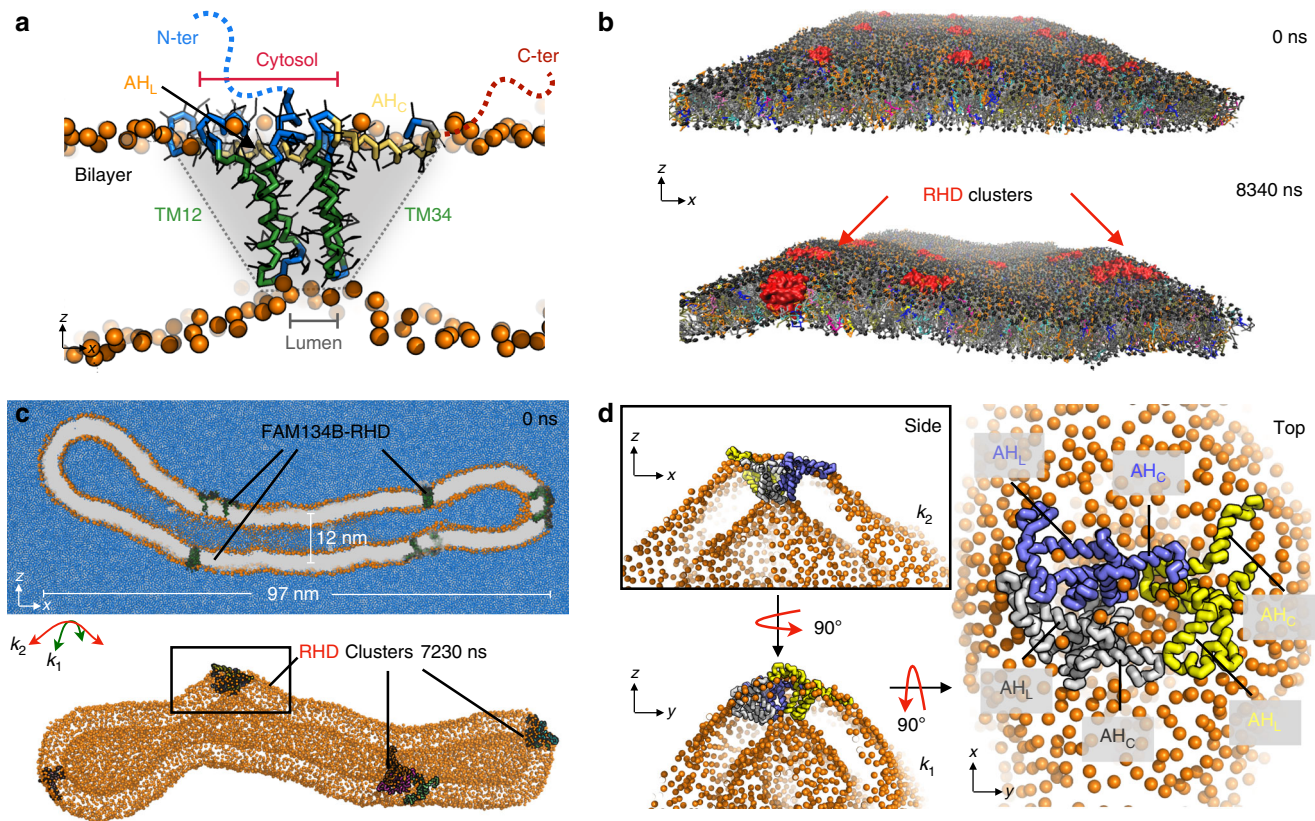 a
N-ter
Cytosol
C-ter
AHL
AHC
Bilayer
TM12
TM34
z
x
Lumen
b
0 ns
z
x
RHD clusters
8340 ns
c
0 ns
FAM134B-RHD
12 nm
z
x
97 nm
k2
k1
RHD Clusters 7230 ns
d
Side
z
x
k2
90°
z
y
k1
90°
Top
AHL
AHC
AHC
AHL
AHL
AHC
x
y